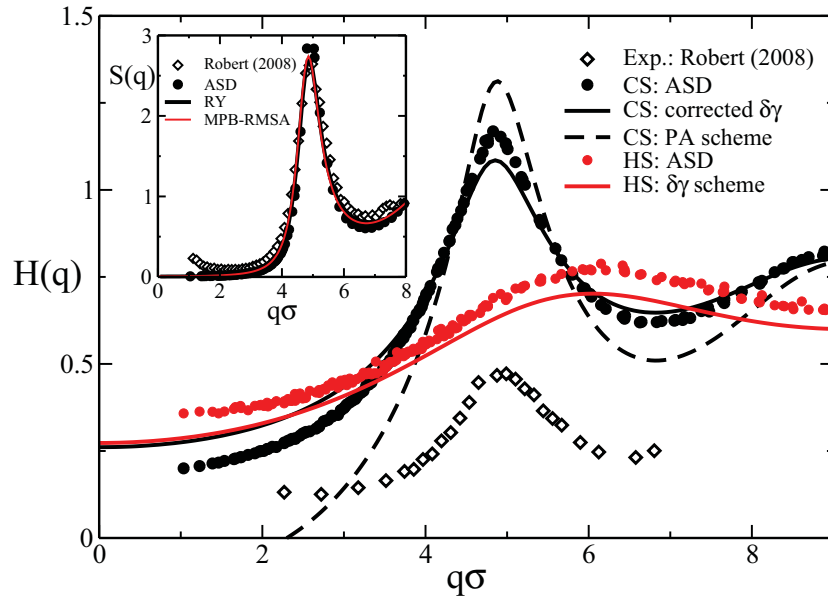 1.5
3
S(q)
2
1
0
0
2
4
6
8
qσ
Robert (2008)
ASD
RY
MPB-RMSA
Exp.: Robert (2008)
CS: ASD
CS: corrected δγ
CS: PA scheme
HS: ASD
HS: δγ scheme
1
H(q)
0.5
0
0
2
4
6
8
qσ